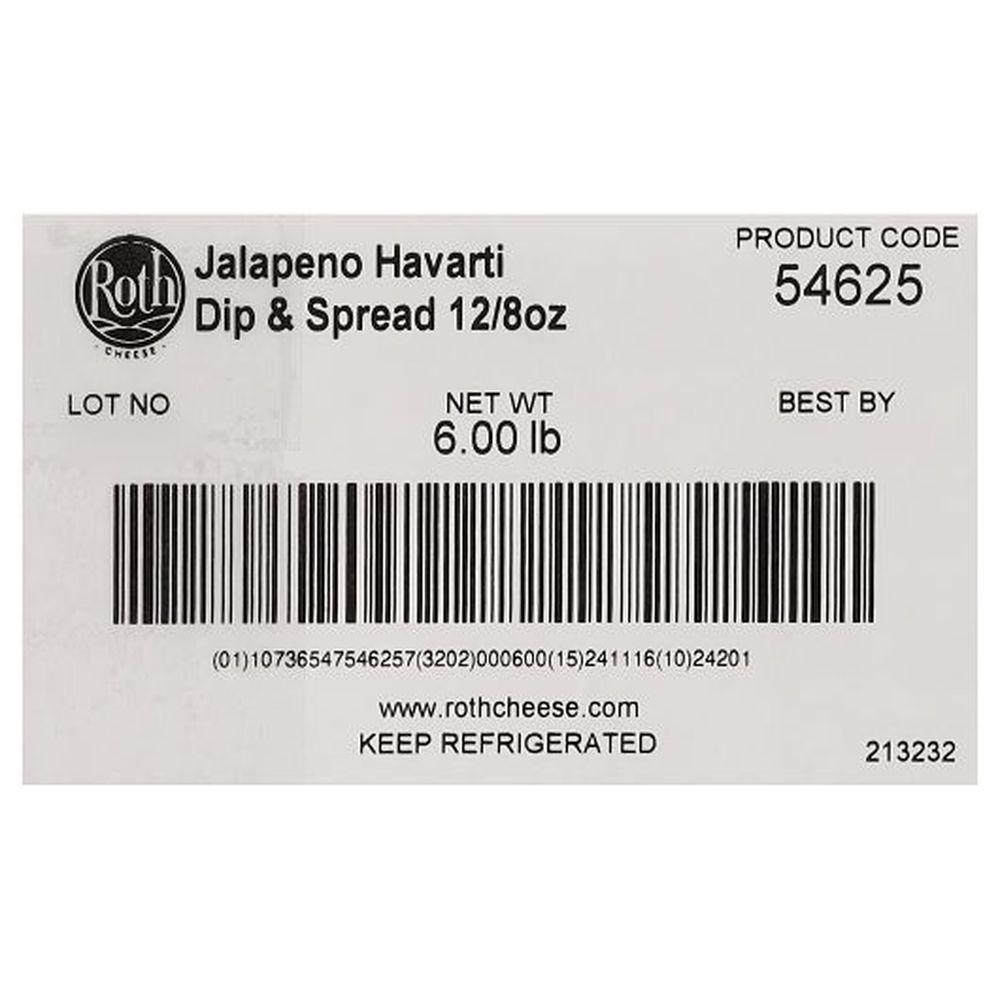 Roth
CHEESE
Jalapeno Havarti
Dip & Spread 12/8oz
PRODUCT CODE
54625
LOT NO
NET WT
6.00 lb
BEST BY
(01)10736547546257(3202)000600(15)241116(10)24201
www.rothcheese.com
KEEP REFRIGERATED
213232